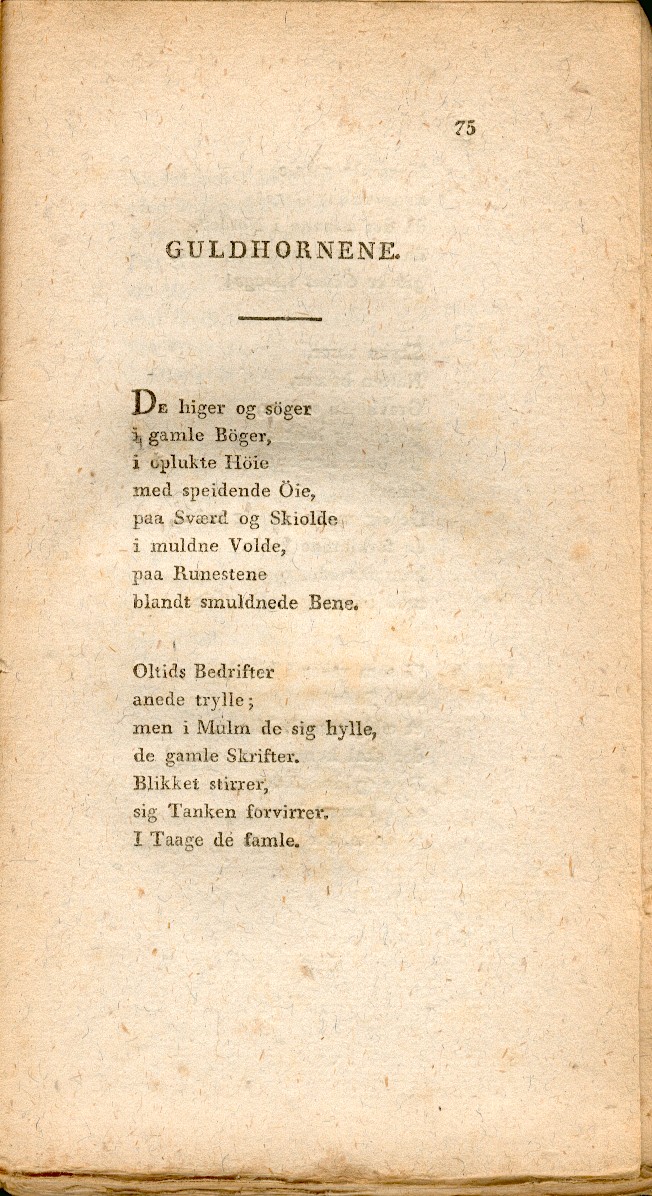 75
GULDHORNENE.
DE higer og söger
i gamle Böger,
i oplukte Höie
med speidende Öie,
paa Sværd og Skiolde
i muldne Volde,
paa Runestene
blandt smuldnede Bene.
Oltids Bedrifter
anede trylle;
men i Mulm de sig hylle,
de gamle Skrifter.
Blikket stirrer,
sig Tanken forvirrer.
I Taage de famle.